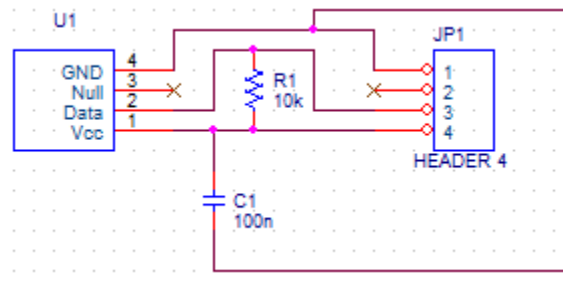 U1
JP1
4
GND
1
3
Null
R1
2
2
Data
10k
3
1
Vcc
4
HEADER 4
C1
100n